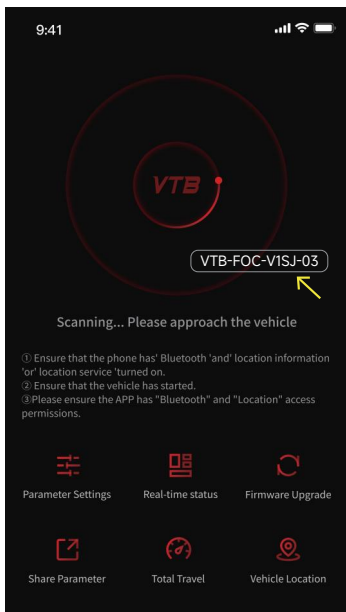 9:41
VTB
VTB-FOC-V1SJ-03
Scanning... Please approach the vehicle
① Ensure that the phone has' Bluetooth 'and' location information
'or' location service 'turned on.
② Ensure that the vehicle has started.
③Please ensure the APP has "Bluetooth" and "Location" access
permissions.
Parameter Settings Real-time status Firmware Upgrade
Share Parameter Total Travel Vehicle Location